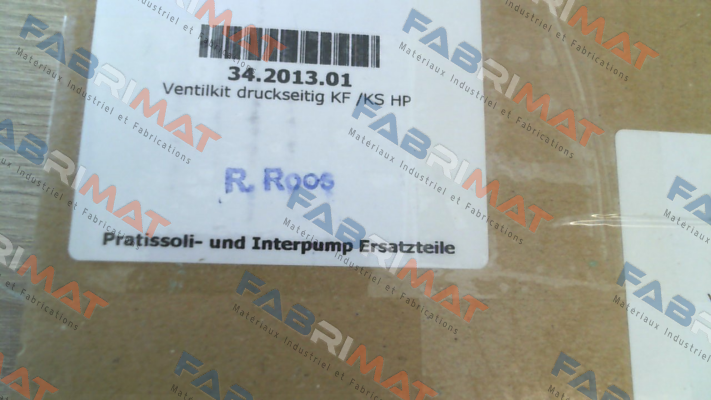 34.2013.01
Ventilkit druckseitig KF /KS HP
R. Roos
Pratissoli- und Interpump Ersatzteile
FABRIMAT
Materiaux Industriel et Fabrications